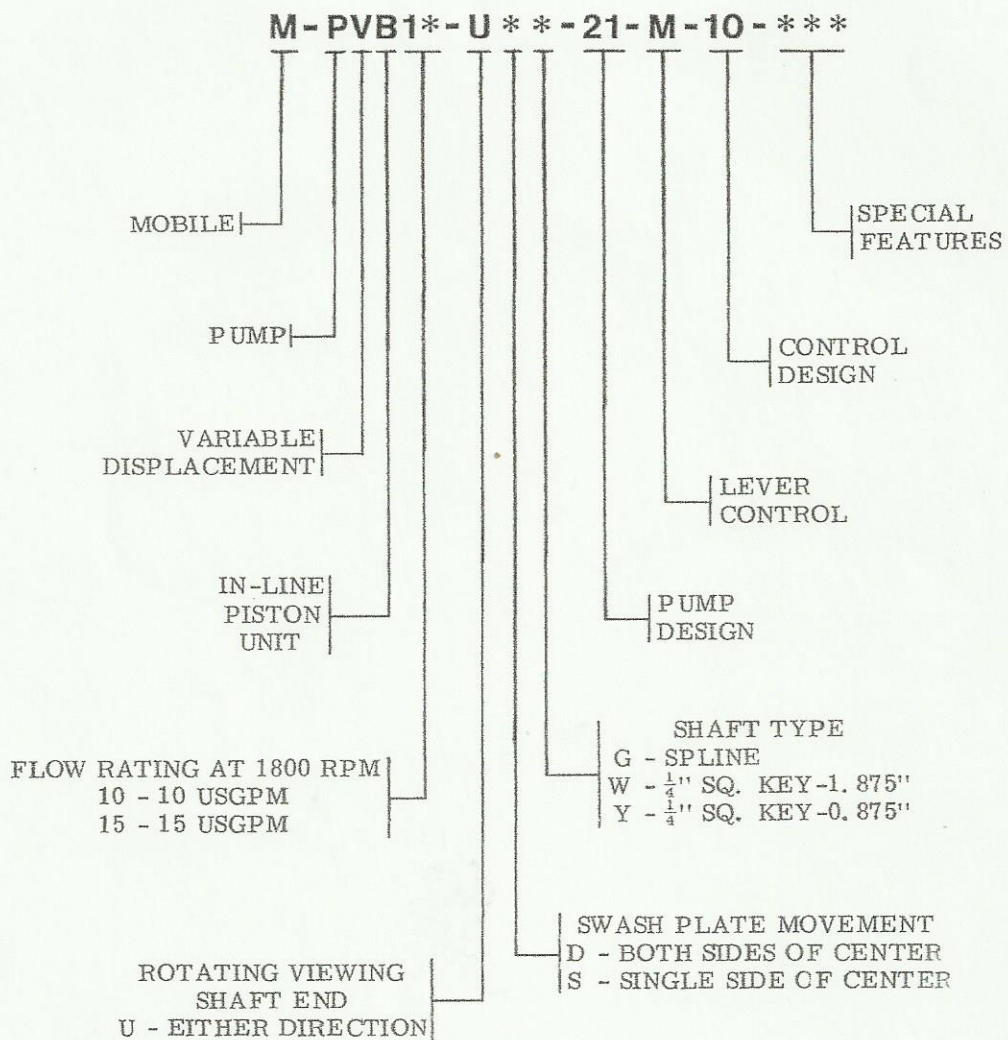 M-PVB1*-U**-21-M-10-***
MOBILE
PUMP
VARIABLE
DISPLACEMENT
IN-LINE
PISTON
UNIT
FLOW RATING AT 1800 RPM
10 - 10 USGPM
15 - 15 USGPM
ROTATING VIEWING
SHAFT END
U - EITHER DIRECTION
SWASH PLATE MOVEMENT
D - BOTH SIDES OF CENTER
S - SINGLE SIDE OF CENTER
SHAFT TYPE
G - SPLINE
W - ¼" SQ. KEY-1.875"
Y - ¼" SQ. KEY-0.875"
PUMP
DESIGN
LEVER
CONTROL
CONTROL
DESIGN
SPECIAL
FEATURES